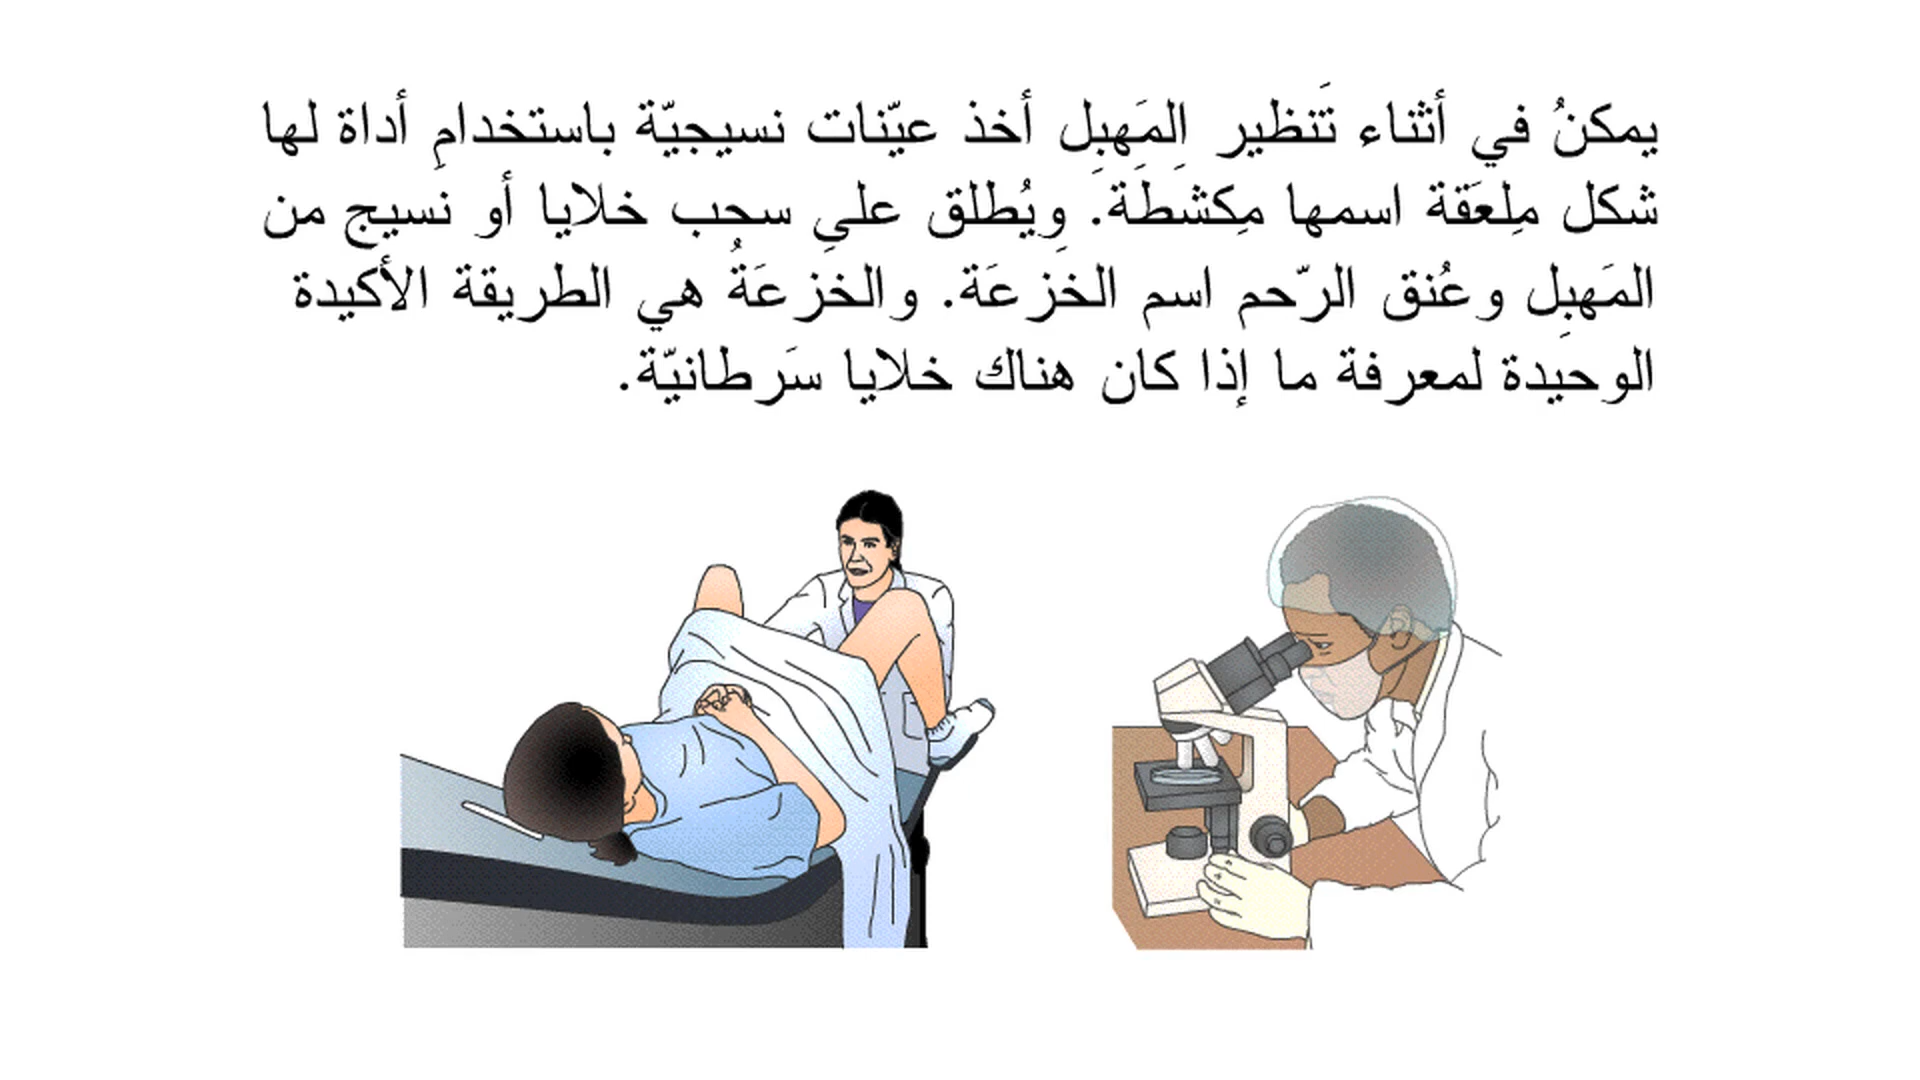 يمكنُ في أثناء تَنظير المَهبِل أخذ عيّنات نسيجيّة باستخدامِ أداة لها
شكل مِلعَقة اسمها مِكشَطَة. ويُطلق على سحب خلايا أو نسيج من
المَهبِل وعُنق الرّحم اسم الخَزعَة. والخزعَةُ هي الطريقة الأكيدة
الوحيدة لمعرفة ما إذا كان هناك خلايا سَرطانيّة.